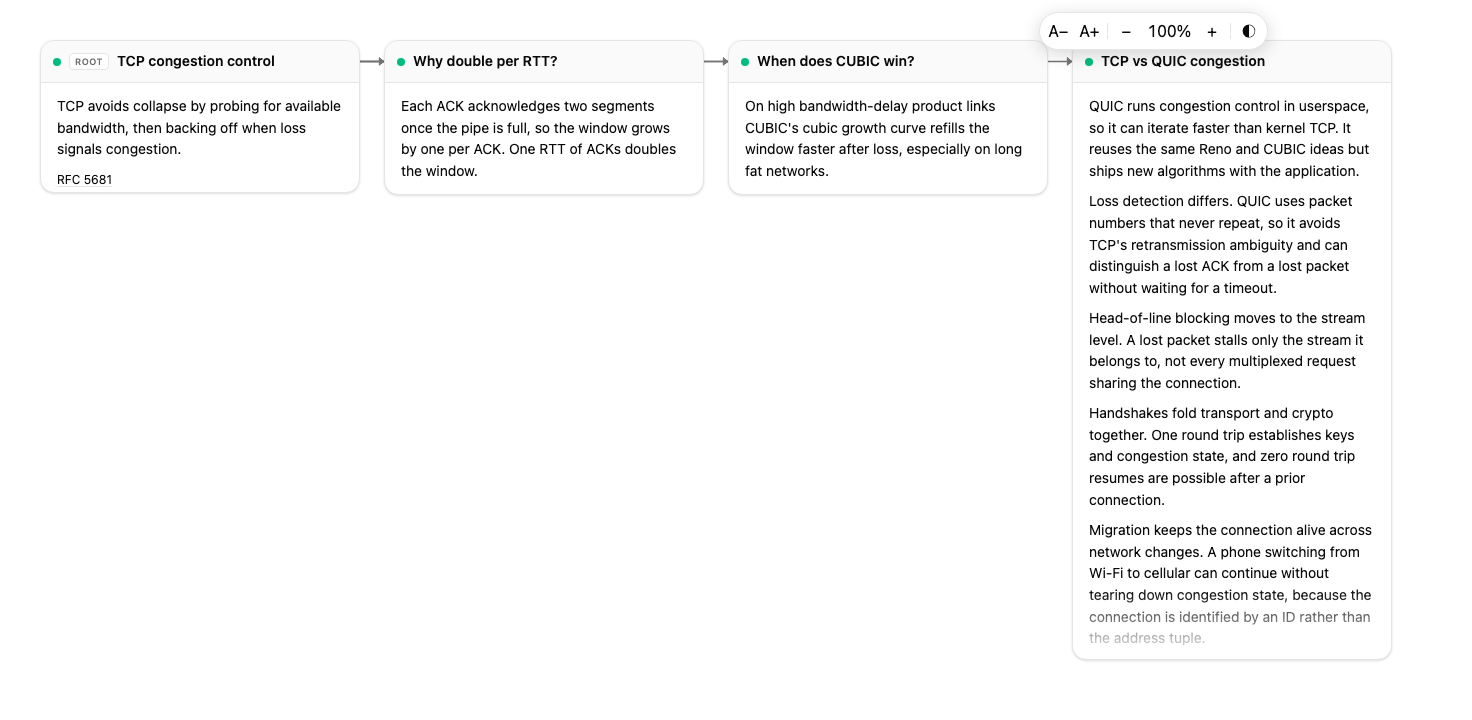 A− A+ − 100% +
ROOT TCP congestion control
TCP avoids collapse by probing for available
bandwidth, then backing off when loss
signals congestion.
RFC 5681
Why double per RTT?
Each ACK acknowledges two segments
once the pipe is full, so the window grows
by one per ACK. One RTT of ACKs doubles
the window.
When does CUBIC win?
On high bandwidth-delay product links
CUBIC's cubic growth curve refills the
window faster after loss, especially on long
fat networks.
TCP vs QUIC congestion
QUIC runs congestion control in userspace,
so it can iterate faster than kernel TCP. It
reuses the same Reno and CUBIC ideas but
ships new algorithms with the application.
Loss detection differs. QUIC uses packet
numbers that never repeat, so it avoids
TCP's retransmission ambiguity and can
distinguish a lost ACK from a lost packet
without waiting for a timeout.
Head-of-line blocking moves to the stream
level. A lost packet stalls only the stream it
belongs to, not every multiplexed request
sharing the connection.
Handshakes fold transport and crypto
together. One round trip establishes keys
and congestion state, and zero round trip
resumes are possible after a prior
connection.
Migration keeps the connection alive across
network changes. A phone switching from
Wi-Fi to cellular can continue without
tearing down congestion state, because the
connection is identified by an ID rather than
the address tuple.